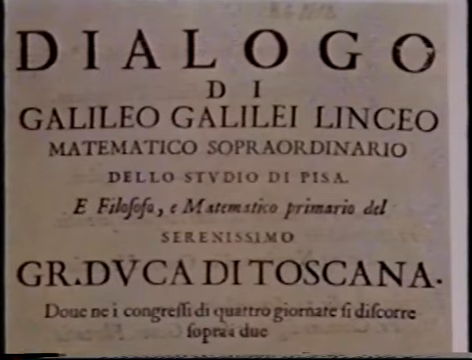 DIALOGO
DI
GALILEO GALILEI LINCEO
MATEMATICO SOPRAORDINARIO
DELLO STVDIO DI PISA.
E Filosofo, e Matematico primario del
SERENISSIMO
GR.DVCA DI TOSCANA.
Doue ne i congressi di quattro giornate si discorre
sopra i due